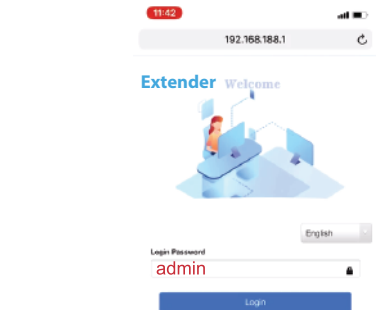 11:42
192.168.188.1
Extender Welcome
English
Login Password
admin
Login